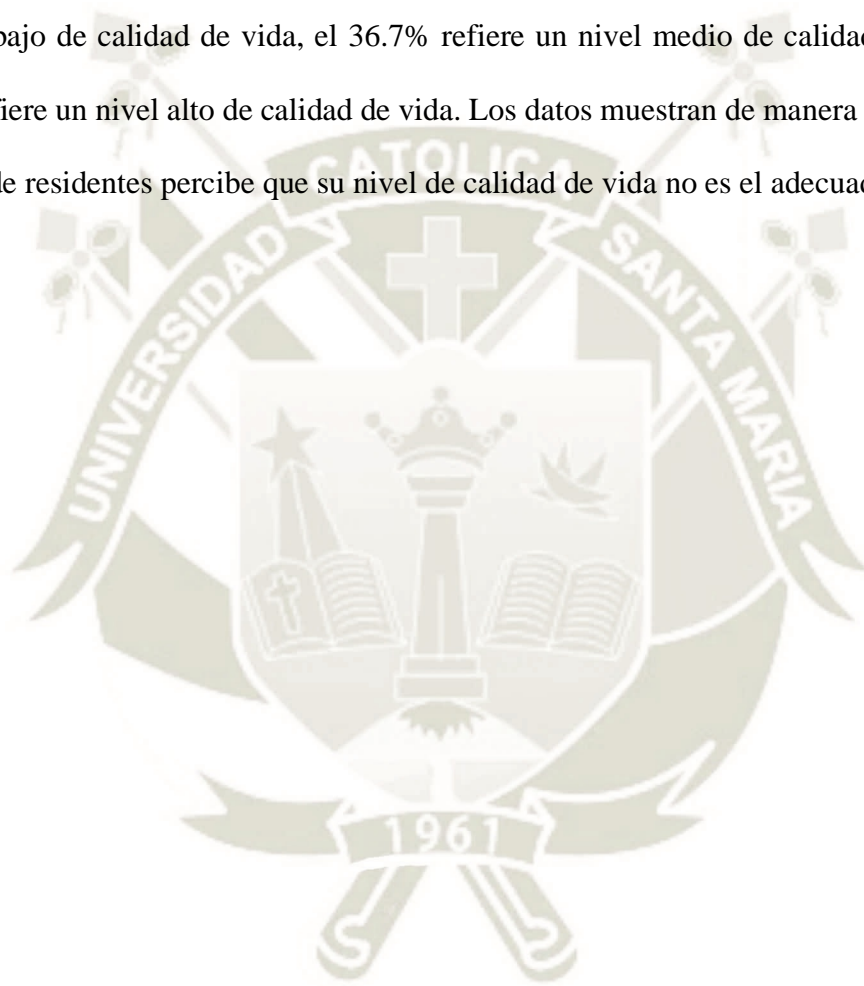 bajo de calidad de vida, el 36.7% refiere un nivel medio de calidad
fiere un nivel alto de calidad de vida. Los datos muestran de manera
de residentes percibe que su nivel de calidad de vida no es el
UNIVERSIDAD CATOLICA SANTA MARIA
1961